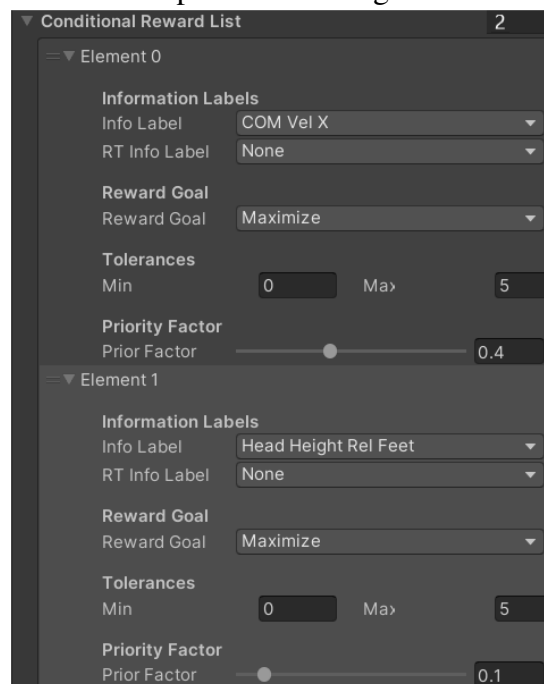 Conditional Reward List 2
Element 0
Information Labels
Info Label COM Vel X
RT Info Label None
Reward Goal
Reward Goal Maximize
Tolerances
Min 0 Max 5
Priority Factor
Prior Factor 0.4
Element 1
Information Labels
Info Label Head Height Rel Feet
RT Info Label None
Reward Goal
Reward Goal Maximize
Tolerances
Min 0 Max 5
Priority Factor
Prior Factor 0.1